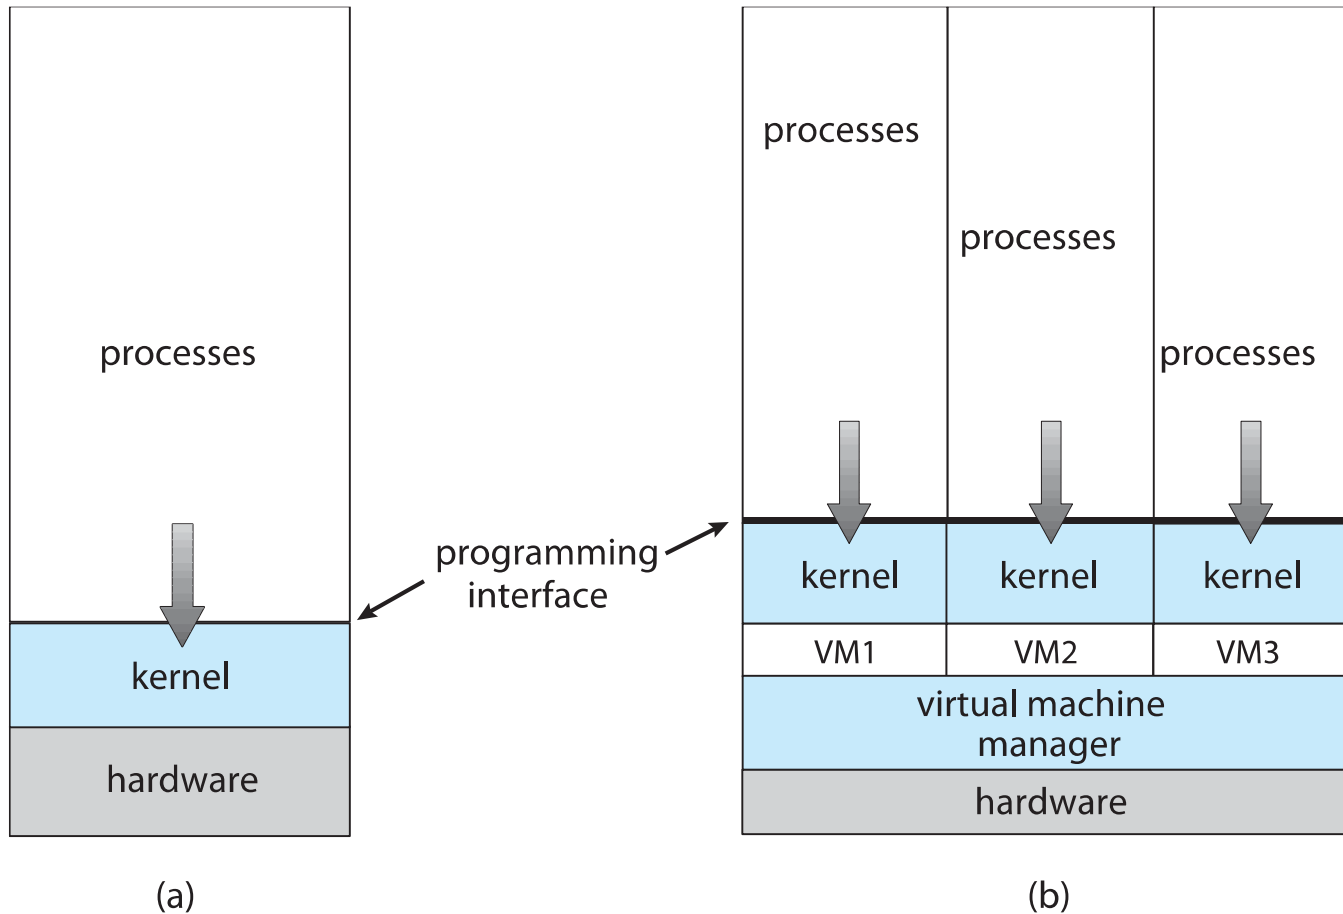 processes
kernel
hardware
(a)
programming
interface
processes
processes
processes
kernel
kernel
kernel
VM1
VM2
VM3
virtual machine
manager
hardware
(b)